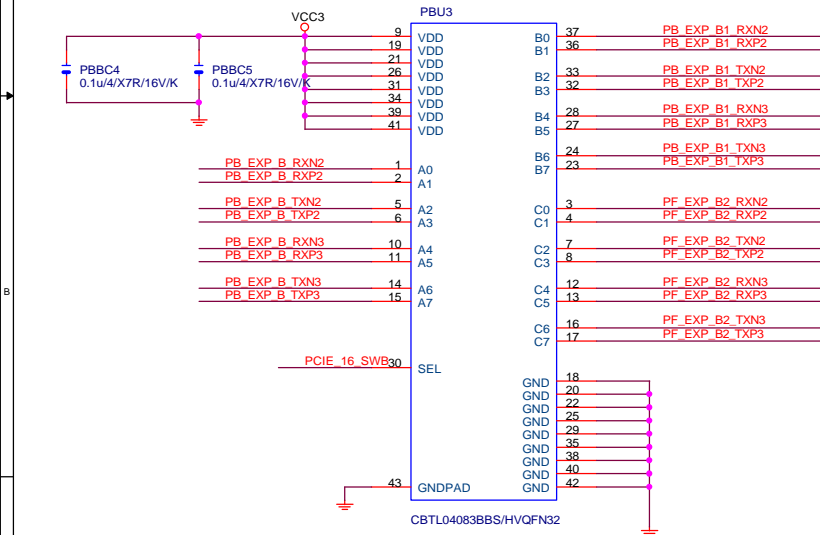 PBU3
VCC3
PBBC4
0.1u/4/X7R/16V/K
PBBC5
0.1u/4/X7R/16V/K
9 VDD
19 VDD
21 VDD
26 VDD
31 VDD
34 VDD
39 VDD
41 VDD
B0 37 PB_EXP_B1_RXN2
B1 36 PB_EXP_B1_RXP2
B2 33 PB_EXP_B1_TXN2
B3 32 PB_EXP_B1_TXP2
B4 28 PB_EXP_B1_RXN3
B5 27 PB_EXP_B1_RXP3
B6 24 PB_EXP_B1_TXN3
B7 23 PB_EXP_B1_TXP3
PB_EXP_B_RXN2 1 A0
PB_EXP_B_RXP2 2 A1
PB_EXP_B_TXN2 5 A2
PB_EXP_B_TXP2 6 A3
PB_EXP_B_RXN3 10 A4
PB_EXP_B_RXP3 11 A5
PB_EXP_B_TXN3 14 A6
PB_EXP_B_TXP3 15 A7
C0 3 PF_EXP_B2_RXN2
C1 4 PF_EXP_B2_RXP2
C2 7 PF_EXP_B2_TXN2
C3 8 PF_EXP_B2_TXP2
C4 12 PF_EXP_B2_RXN3
C5 13 PF_EXP_B2_RXP3
C6 16 PF_EXP_B2_TXN3
C7 17 PF_EXP_B2_TXP3
B
PCIE_16_SWB 30 SEL
GND 18
GND 20
GND 22
GND 25
GND 29
GND 35
GND 38
GND 40
GND 42
43 GNDPAD
CBTL04083BBS/HVQFN32